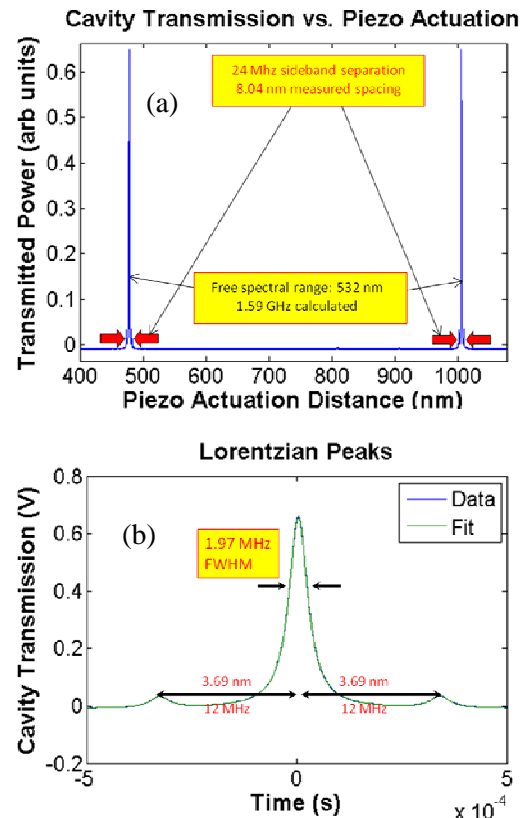 Cavity Transmission vs. Piezo Actuation
Transmitted Power (arb units)
0.6
0.5
0.4
0.3
0.2
0.1
0
(a)
24 Mhz sideband separation
8.04 nm measured spacing
Free spectral range: 532 nm
1.59 GHz calculated
400 500 600 700 800 900 1000
Piezo Actuation Distance (nm)
Lorentzian Peaks
Cavity Transmission (V)
0.8
0.6
0.4
0.2
0
-0.2
(b)
Data
Fit
1.97 MHz
FWHM
3.69 nm 3.69 nm
12 MHz 12 MHz
-5 0 5
Time (s)
x 10⁻⁴